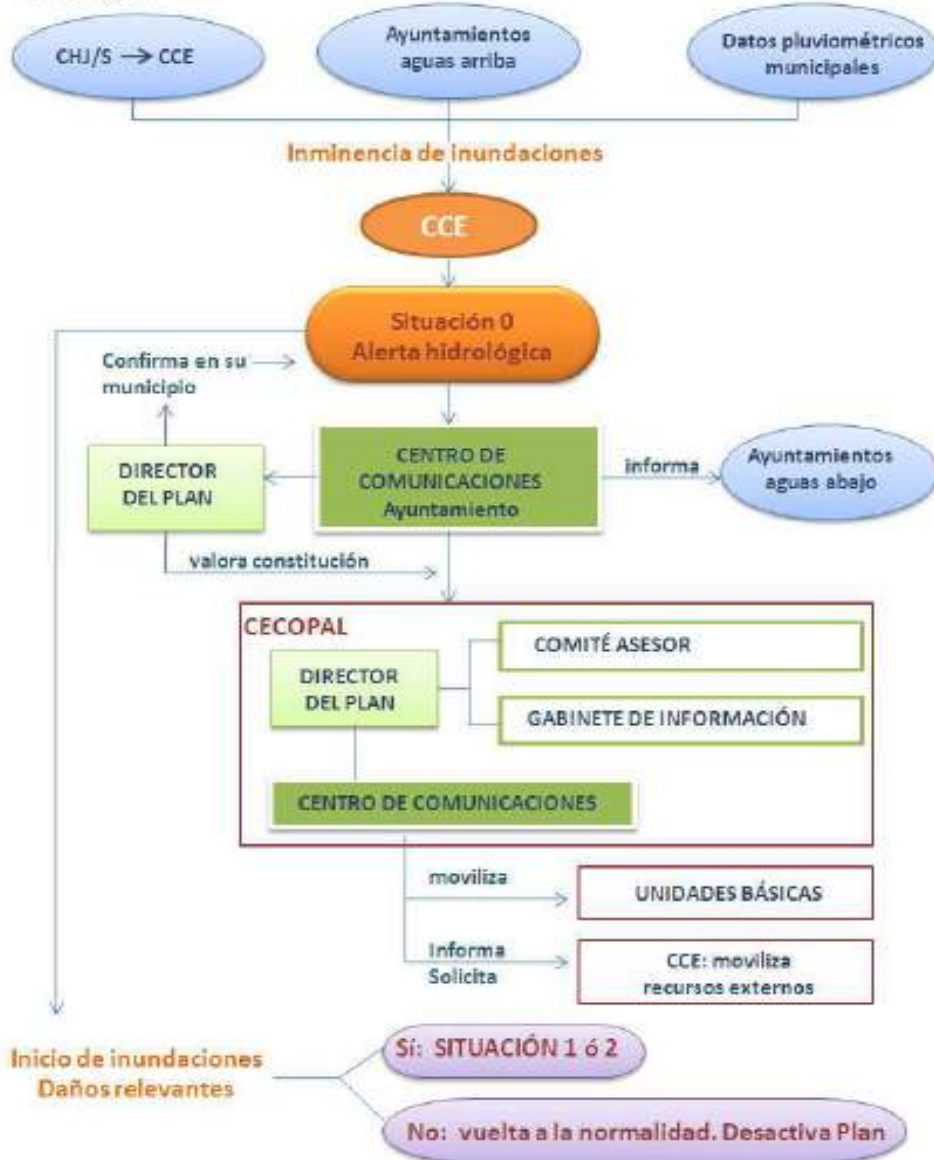 CHJ/S → CCE
Ayuntamientos
aguas arriba
Datos pluviométricos
municipales
Inminencia de inundaciones
CCE
Situación 0
Alerta hidrológica
Confirma en su
municipio
DIRECTOR
DEL PLAN
CENTRO DE
COMUNICACIONES
Ayuntamiento
informa
Ayuntamientos
aguas abajo
valora constitución
CECOPAL
DIRECTOR
DEL PLAN
COMITÉ ASESOR
GABINETE DE INFORMACIÓN
CENTRO DE COMUNICACIONES
moviliza
UNIDADES BÁSICAS
Informa
Solicita
CCE: moviliza
recursos externos
Inicio de inundaciones
Daños relevantes
Sí: SITUACIÓN 1 ó 2
No: vuelta a la normalidad. Desactiva Plan